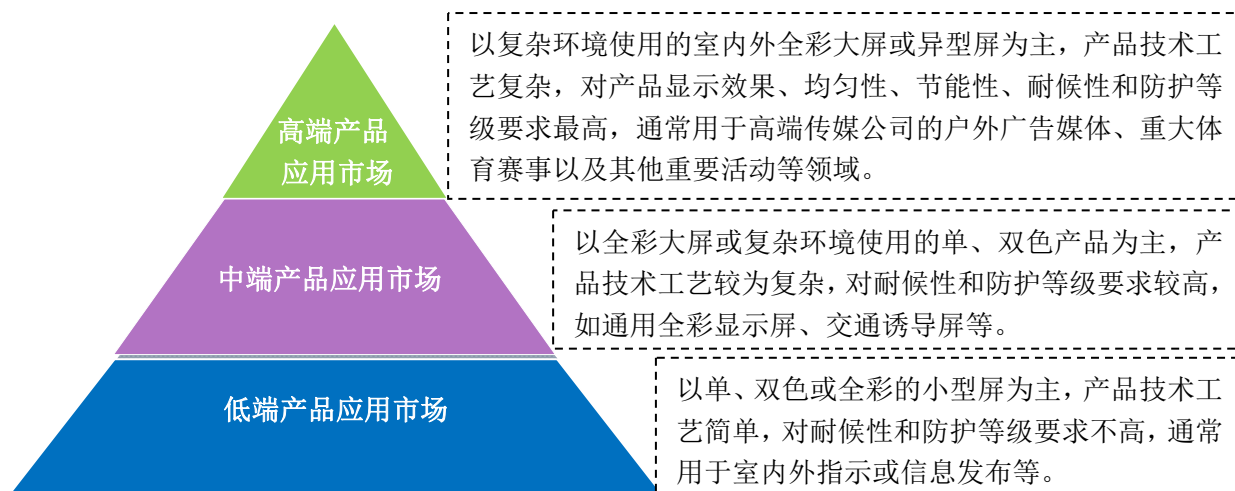 高端产品
应用市场
以复杂环境使用的室内外全彩大屏或异型屏为主，产品技术工
艺复杂，对产品显示效果、均匀性、节能性、耐候性和防护等
级要求最高，通常用于高端传媒公司的户外广告媒体、重大体
育赛事以及其他重要活动等领域。
中端产品应用市场
以全彩大屏或复杂环境使用的单、双色产品为主，产
品技术工艺较为复杂，对耐候性和防护等级要求较高，
如通用全彩显示屏、交通诱导屏等。
低端产品应用市场
以单、双色或全彩的小型屏为主，产品技术工
艺简单，对耐候性和防护等级要求不高，通常
用于室内外指示或信息发布等。